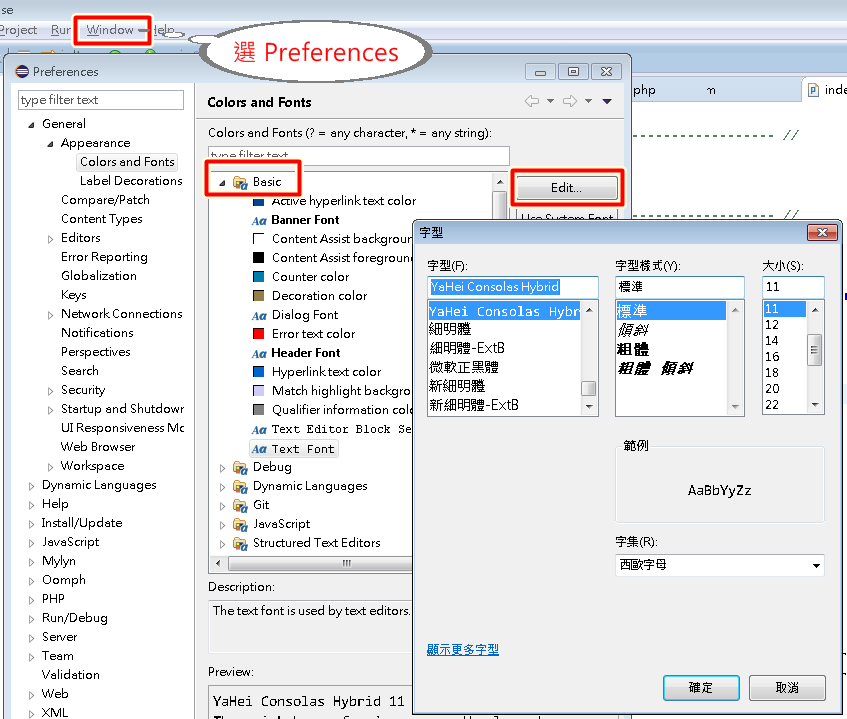 se
Project Run Window Help
選 Preferences
Preferences
type filter text
General
Appearance
Colors and Fonts
Label Decorations
Compare/Patch
Content Types
Editors
Error Reporting
Globalization
Keys
Network Connections
Notifications
Perspectives
Search
Security
Startup and Shutdown
UI Responsiveness Mo
Web Browser
Workspace
Dynamic Languages
Help
Install/Update
JavaScript
Mylyn
Oomph
PHP
Run/Debug
Server
Team
Validation
Web
XML
Colors and Fonts
Colors and Fonts (? = any character, * = any string):
type filter text
Basic
Active hyperlink text color
Banner Font
Content Assist backgroun
Content Assist foreground
Counter color
Decoration color
Dialog Font
Error text color
Header Font
Hyperlink text color
Match highlight backgro
Qualifier information colo
Text Editor Block Se
Text Font
Debug
Dynamic Languages
Git
JavaScript
Structured Text Editors
Edit...
Use System Font
Description:
The text font is used by text editors.
Preview:
YaHei Consolas Hybrid 11
php
m
inde
---------------------- //
---------------------- //
字型
字型(F):
YaHei Consolas Hybrid
YaHei Consolas Hybr
細明體
細明體-ExtB
微軟正黑體
新細明體
新細明體-ExtB
字型樣式(Y):
標準
標準
傾斜
粗體
粗體 傾斜
大小(S):
11
11
12
14
16
18
20
22
範例
AaBbYyZz
字集(R):
西歐字母
顯示更多字型
確定
取消